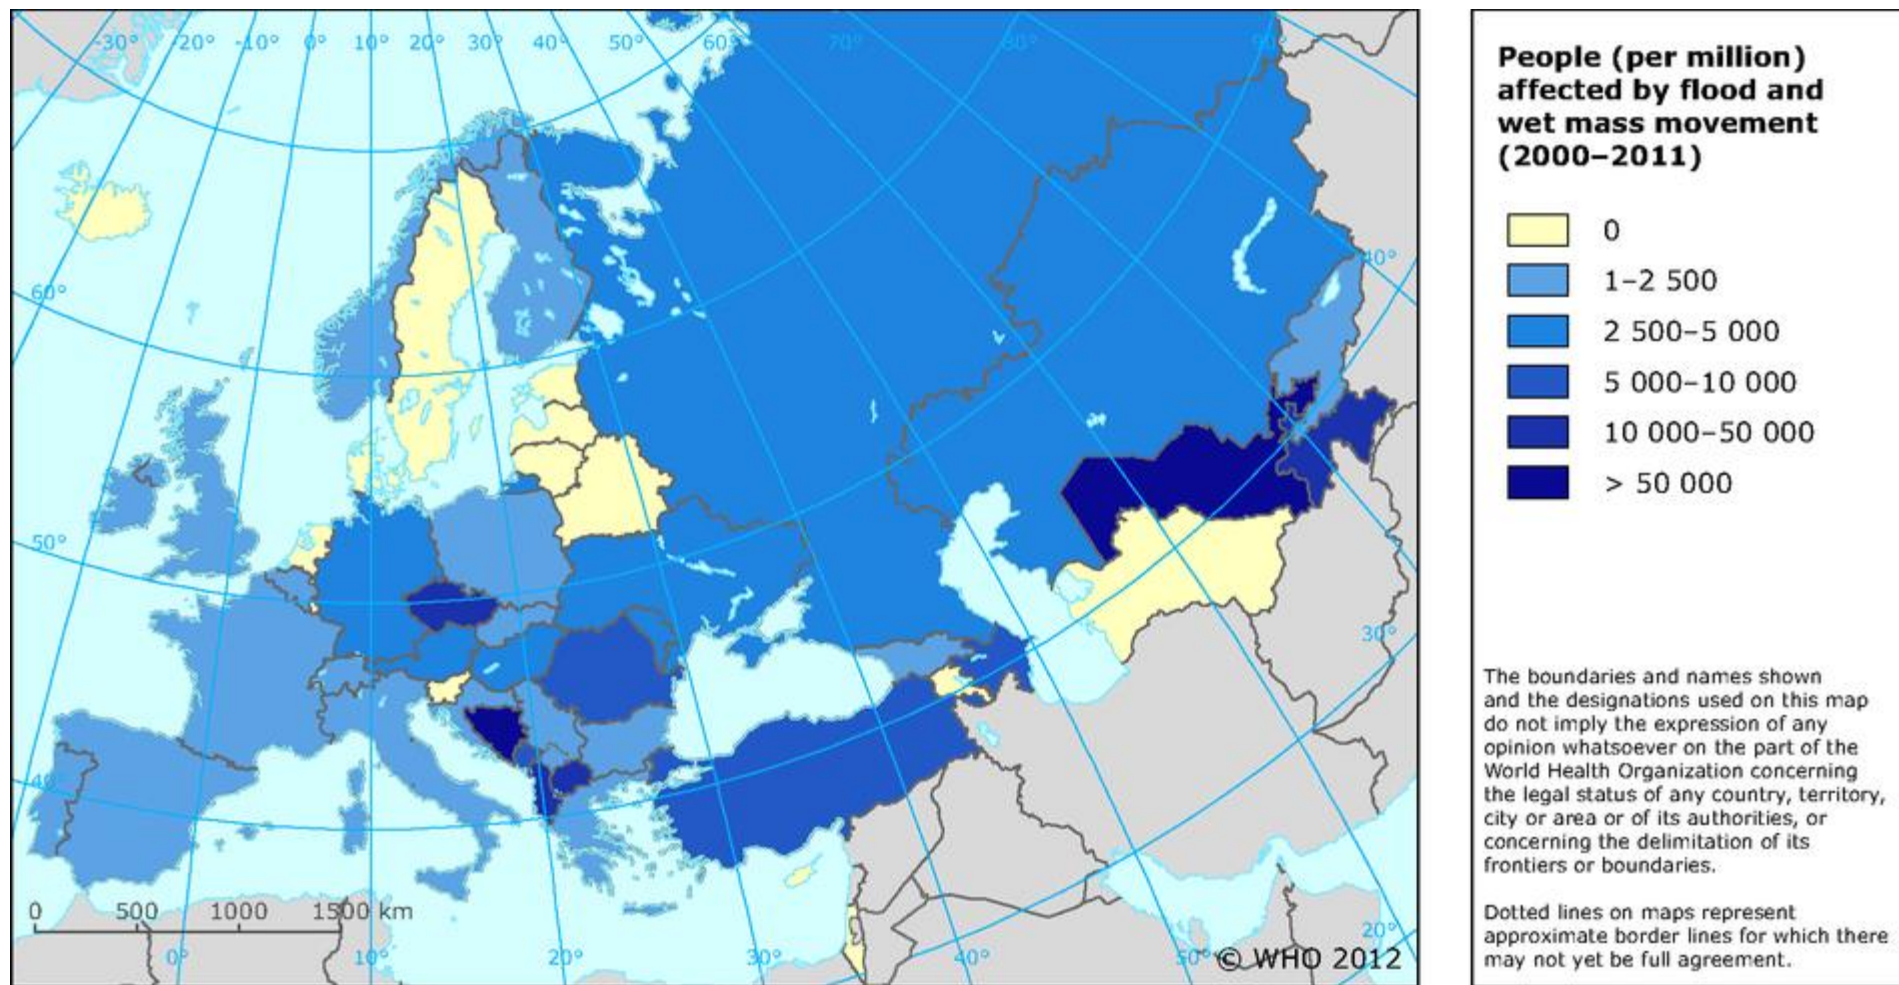 -30° -20° -10° 0° 10° 20° 30° 40° 50° 60° 70° 80° 90°
40°
60°
50°
30°
40°
0 500 1000 1500 km
20°
0° 10° 20° 30° 40° 50°
© WHO 2012
People (per million)
affected by flood and
wet mass movement
(2000–2011)
0
1–2 500
2 500–5 000
5 000–10 000
10 000–50 000
> 50 000
The boundaries and names shown
and the designations used on this map
do not imply the expression of any
opinion whatsoever on the part of the
World Health Organization concerning
the legal status of any country, territory,
city or area or of its authorities, or
concerning the delimitation of its
frontiers or boundaries.
Dotted lines on maps represent
approximate border lines for which there
may not yet be full agreement.